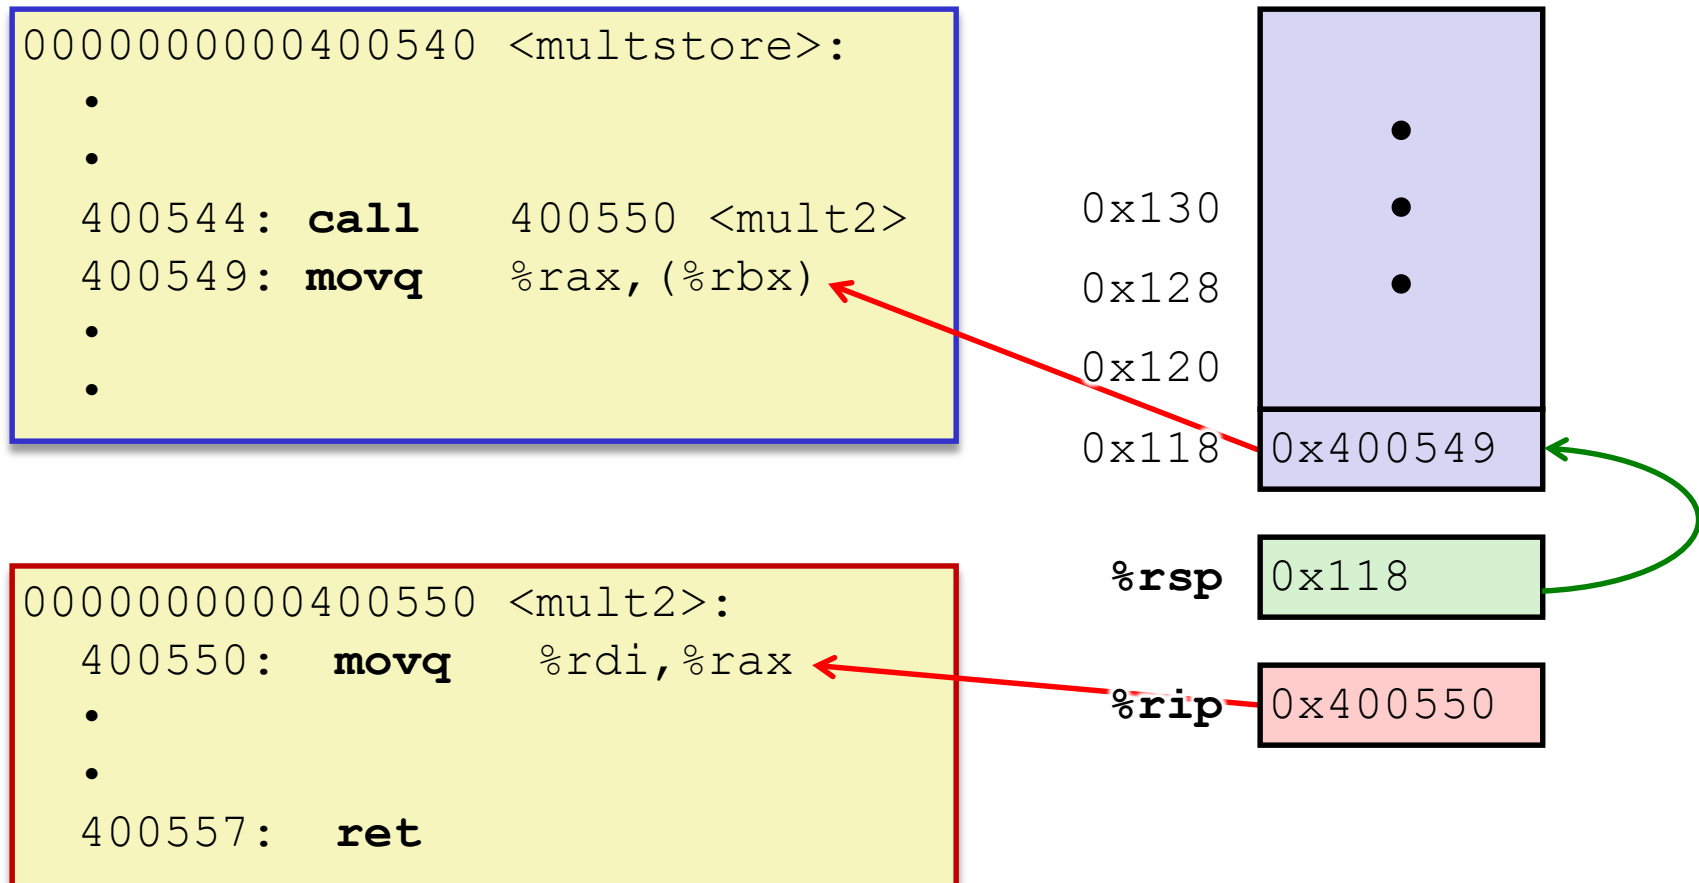 0000000000400540 <multstore>:
•
•
400544: call 400550 <mult2>
400549: movq %rax,(%rbx)
•
•
0000000000400550 <mult2>:
400550: movq %rdi,%rax
•
•
400557: ret
•
0x130 •
0x128 •
0x120
0x118 0x400549
%rsp 0x118
%rip 0x400550